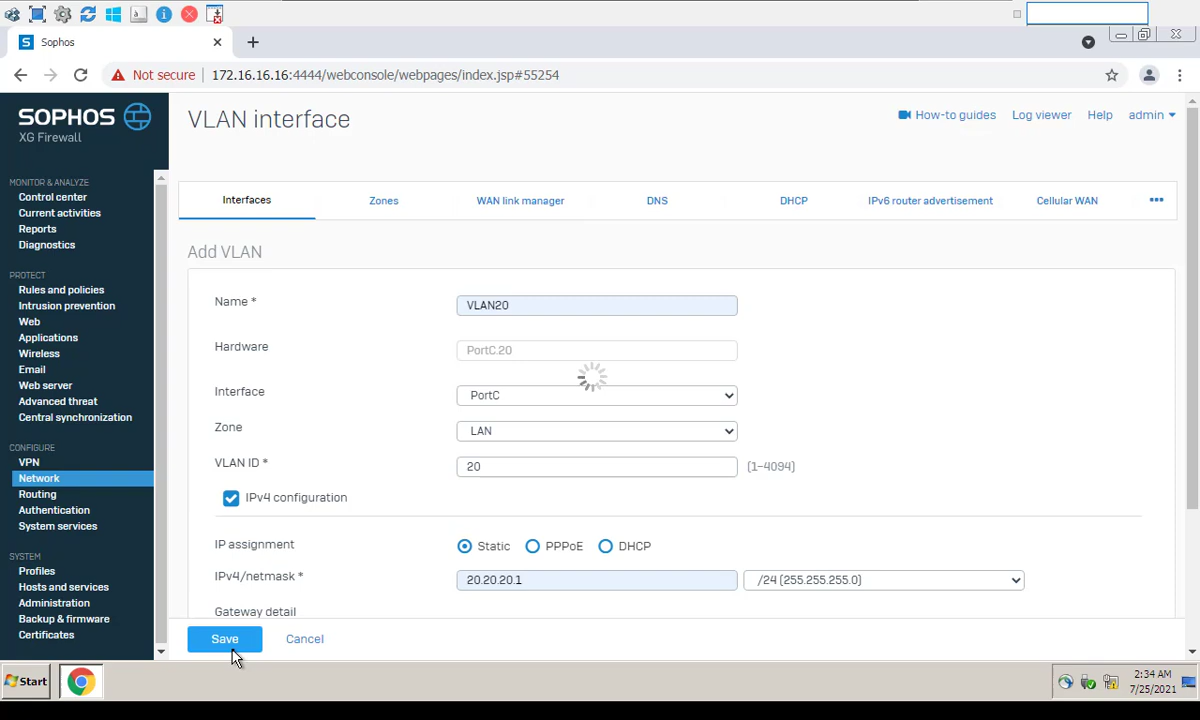 Sophos
Not secure 172.16.16.16:4444/webconsole/webpages/index.jsp#55254
SOPHOS
XG Firewall
VLAN interface
How-to guides Log viewer Help admin
Interfaces Zones WAN link manager DNS DHCP IPv6 router advertisement Cellular WAN
MONITOR & ANALYZE
Control center
Current activities
Reports
Diagnostics
PROTECT
Rules and policies
Intrusion prevention
Web
Applications
Wireless
Email
Web server
Advanced threat
Central synchronization
CONFIGURE
VPN
Network
Routing
Authentication
System services
SYSTEM
Profiles
Hosts and services
Administration
Backup & firmware
Certificates
Add VLAN
Name * VLAN20
Hardware PortC.20
Interface PortC
Zone LAN
VLAN ID * 20 (1-4094)
IPv4 configuration
IP assignment Static PPPoE DHCP
IPv4/netmask * 20.20.20.1 /24 (255.255.255.0)
Gateway detail
Save Cancel
Start
2:34 AM
7/25/2021